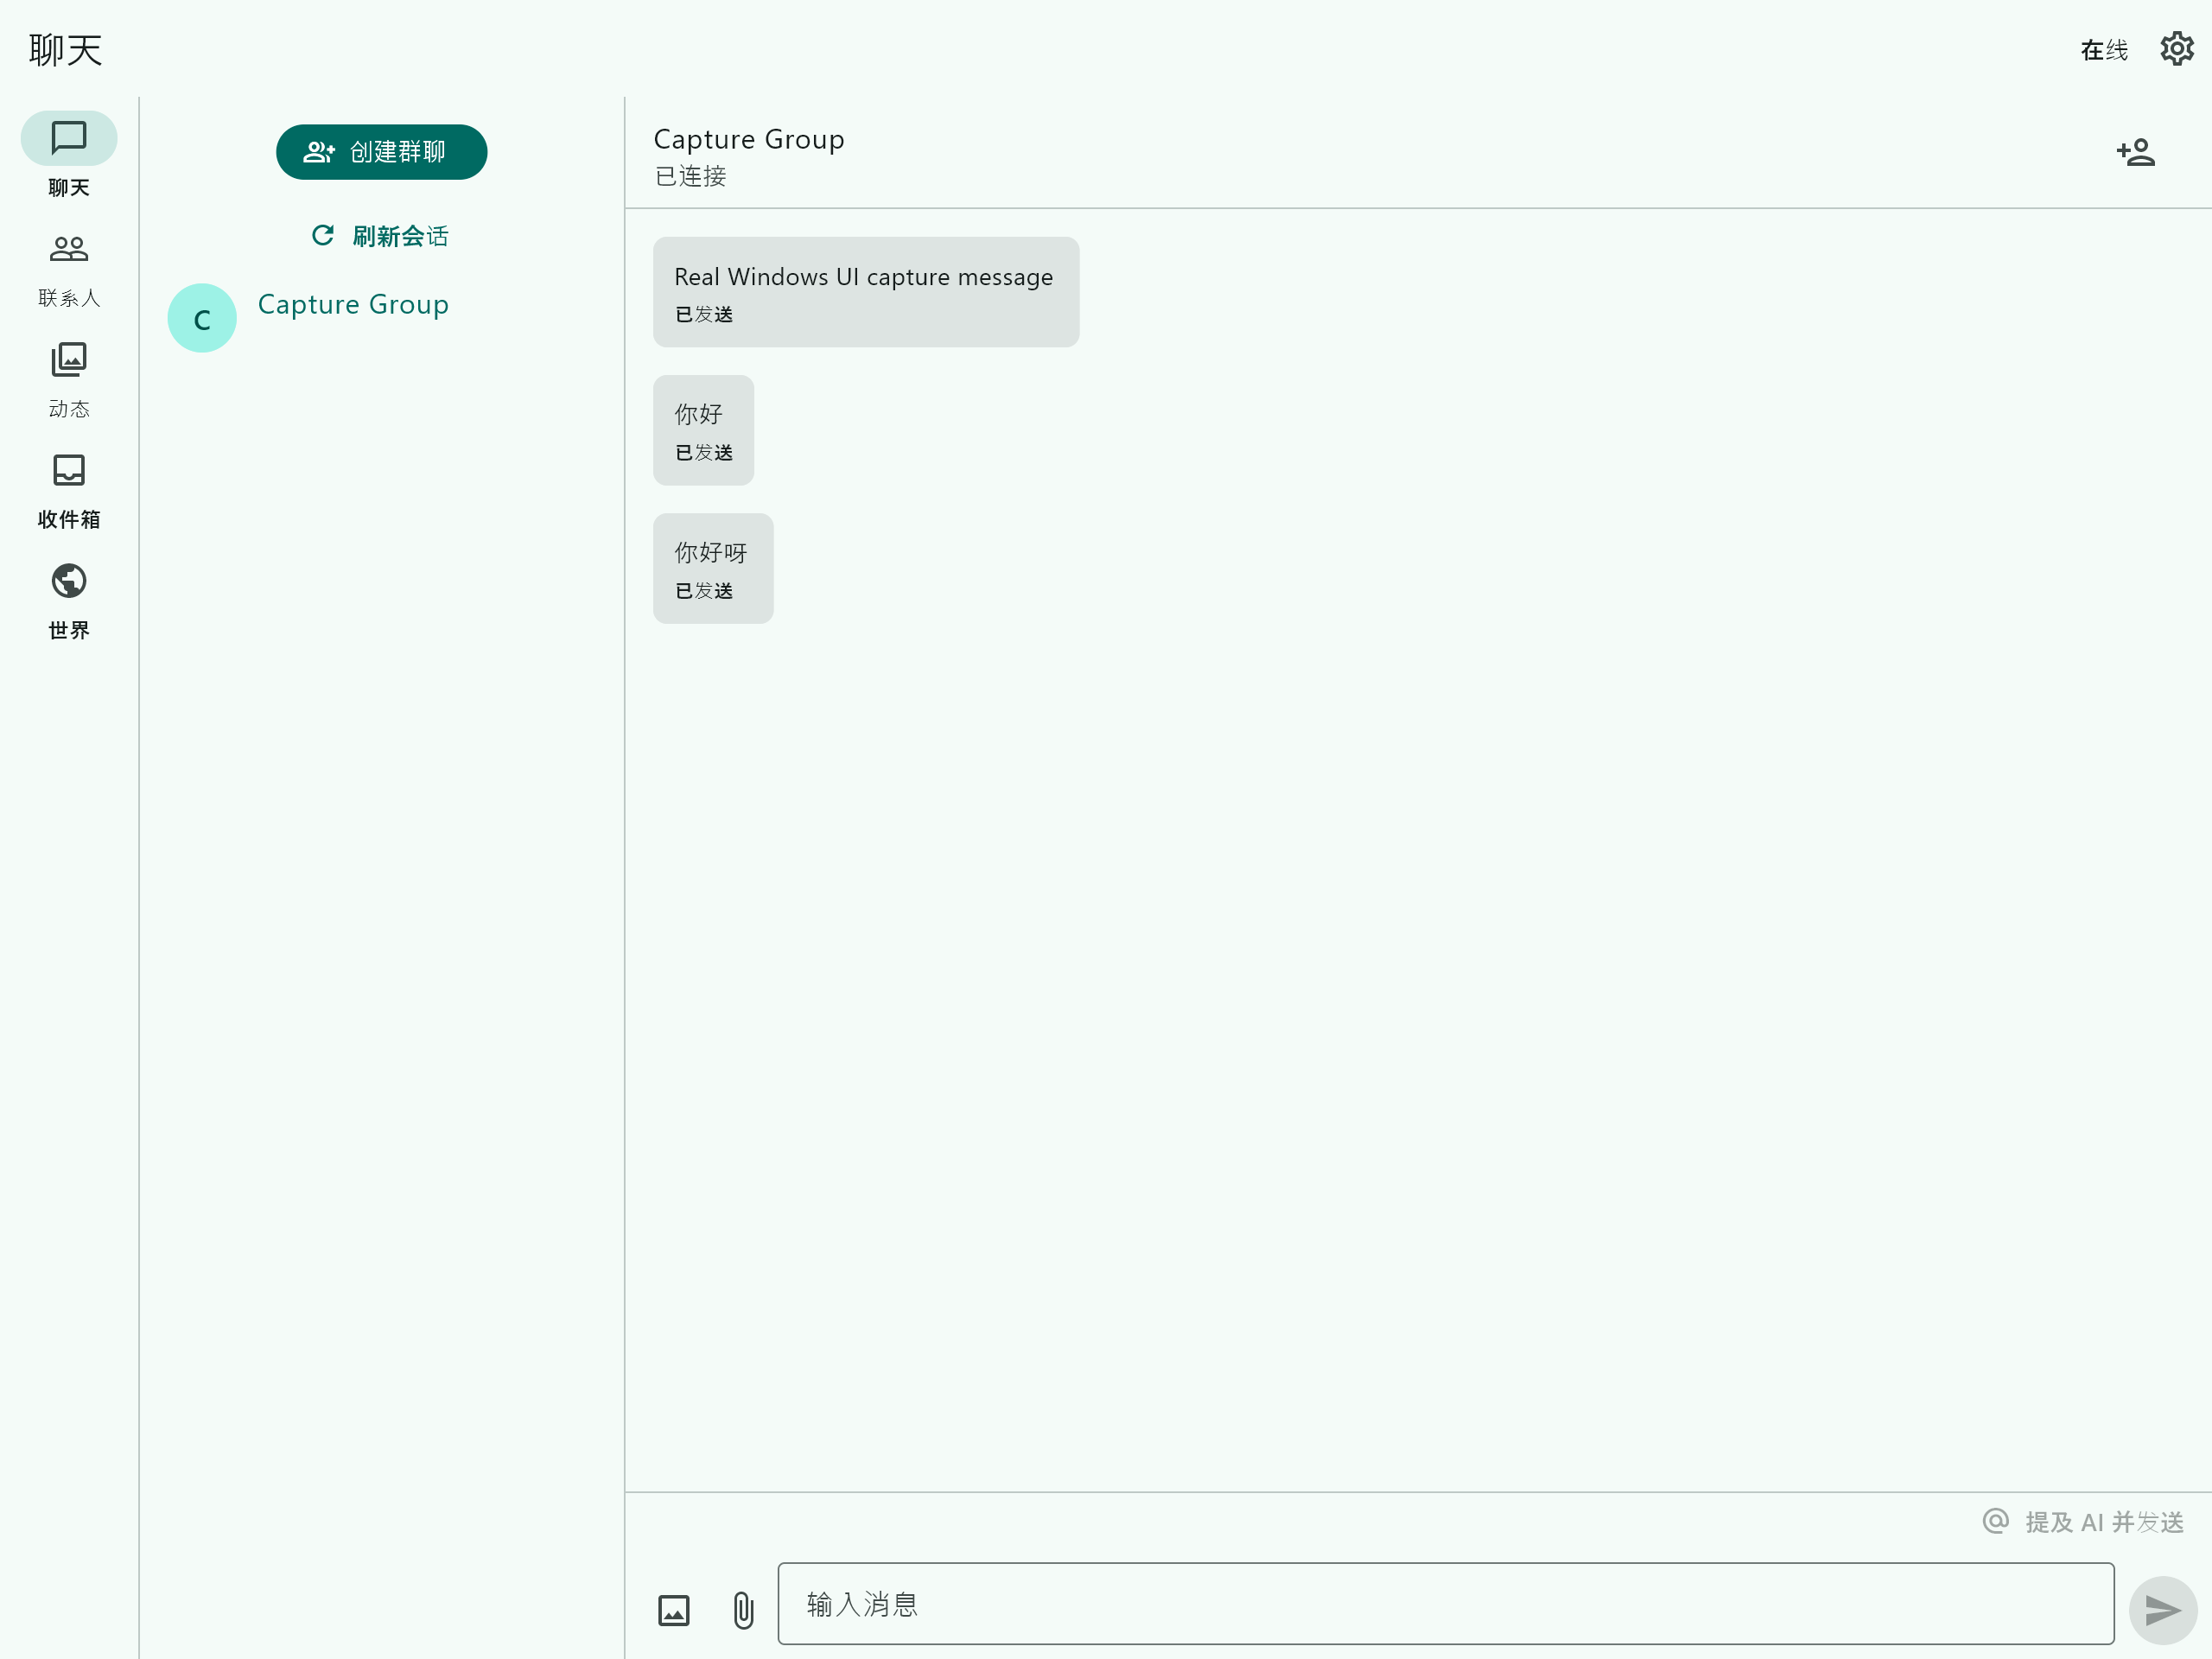 聊天
在线
聊天
联系人
动态
收件箱
世界
创建群聊
刷新会话
C
Capture Group
Capture Group
已连接
Real Windows UI capture message
已发送
你好
已发送
你好呀
已发送
提及 AI 并发送
输入消息